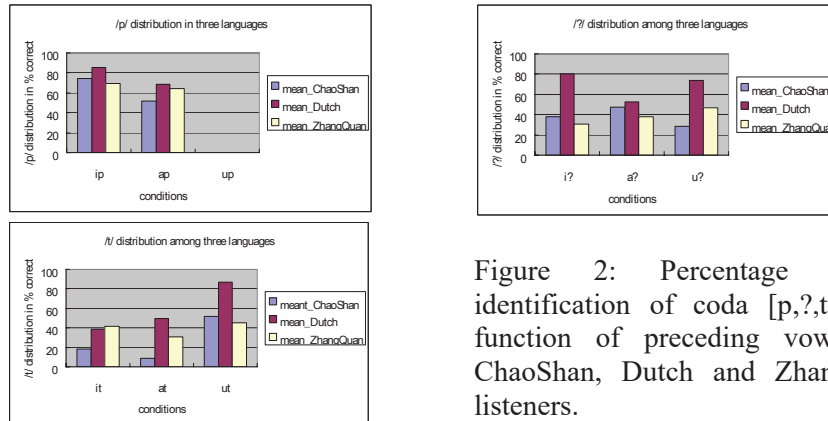 /p/ distribution in three languages
/p/ distribution in % correct
100
80
60
40
20
0
ip ap up
conditions
mean_ChaoShan
mean_Dutch
mean_ZhangQuan
/t/ distribution among three languages
/t/ distribution in % correct
100
80
60
40
20
0
it at ut
conditions
meant_ChaoShan
mean_Dutch
mean_ZhangQuan
/?/ distribution among three languages
/?/ distribution in % correct
100
80
60
40
20
0
i? a? u?
conditions
mean_ChaoShan
mean_Dutch
mean_ZhangQua
Figure 2: Percentage
identification of coda [p,?,t
function of preceding vow
ChaoShan, Dutch and Zhan
listeners.